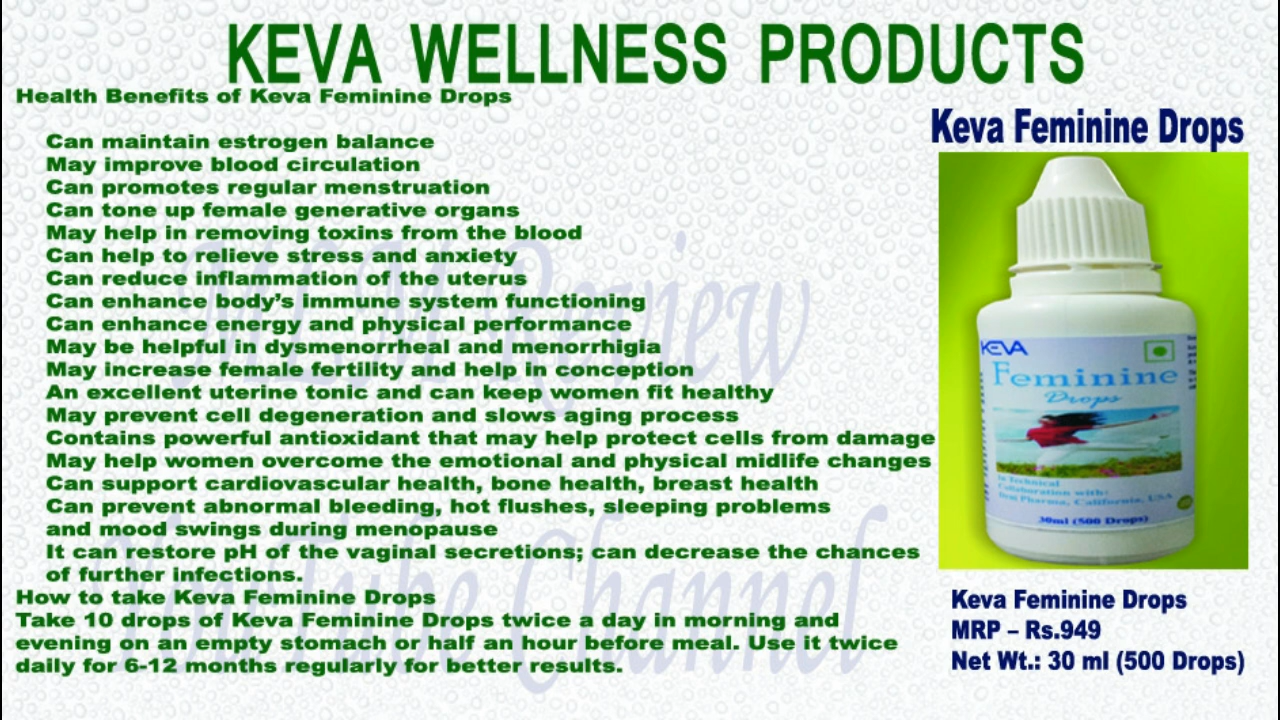 KEVA WELLNESS PRODUCTS
Health Benefits of Keva Feminine Drops
Can maintain estrogen balance
May improve blood circulation
Can promotes regular menstruation
Can tone up female generative organs
May help in removing toxins from the blood
Can help to relieve stress and anxiety
Can reduce inflammation of the uterus
Can enhance body's immune system functioning
Can enhance energy and physical performance
May be helpful in dysmenorrheal and menorrhigia
May increase female fertility and help in conception
An excellent uterine tonic and can keep women fit healthy
May prevent cell degeneration and slows aging process
Contains powerful antioxidant that may help protect cells from damage
May help women overcome the emotional and physical midlife changes
Can support cardiovascular health, bone health, breast health
Can prevent abnormal bleeding, hot flushes, sleeping problems
and mood swings during menopause
It can restore pH of the vaginal secretions; can decrease the chances
of further infections.
How to take Keva Feminine Drops
Take 10 drops of Keva Feminine Drops twice a day in morning and
evening on an empty stomach or half an hour before meal. Use it twice
daily for 6-12 months regularly for better results.
MLM Review
YouTube Channel
Keva Feminine Drops
KEVA
Feminine
Drops
In Technical
Collaboration with:
Pharma, California, USA
30ml (500 Drops)
Keva Feminine Drops
MRP – Rs.949
Net Wt.: 30 ml (500 Drops)